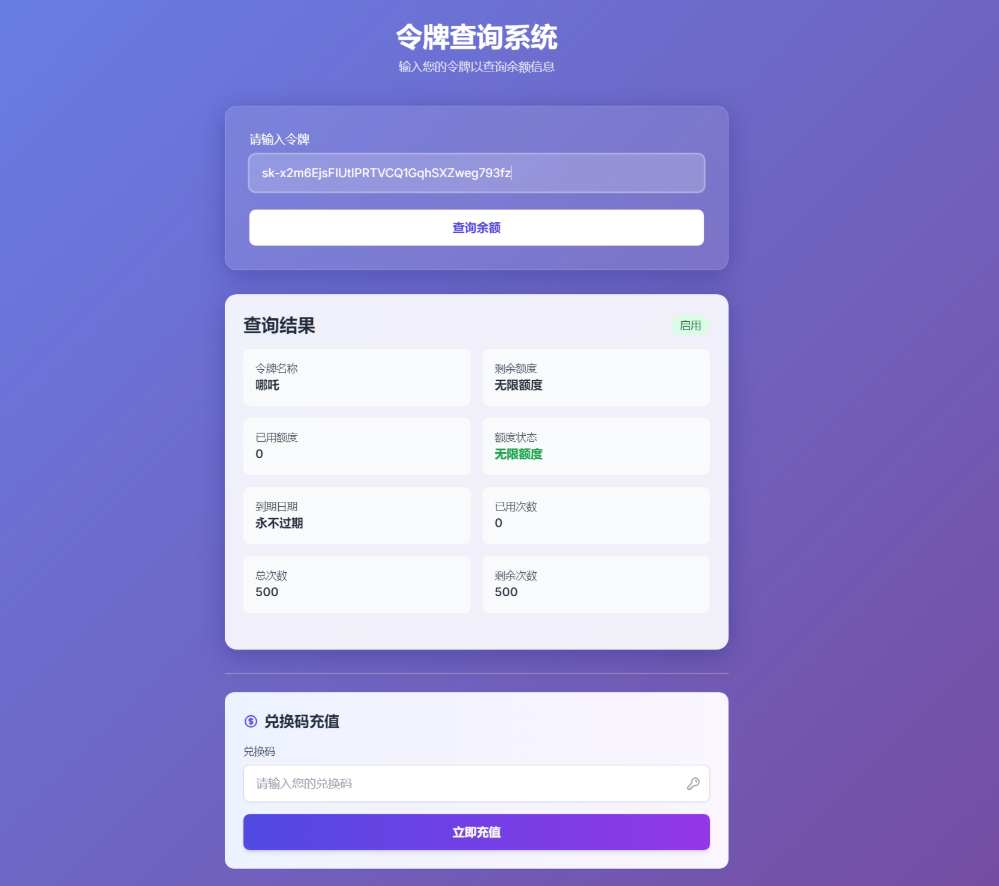 令牌查询系统
输入您的令牌以查询余额信息
请输入令牌
sk-x2m6EjsFIUtlPRTVCQ1GqhSXZweg793fz
查询余额
查询结果
启用
令牌名称
哪吒
剩余额度
无限额度
已用额度
0
额度状态
无限额度
到期日期
永不过期
已用次数
0
总次数
500
剩余次数
500
兑换码充值
兑换码
请输入您的兑换码
立即充值